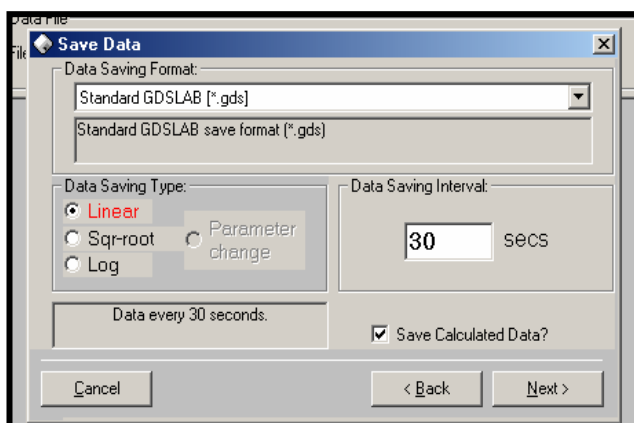 Data File
File
Save Data
Data Saving Format:
Standard GDSLAB [*.gds]
Standard GDSLAB save format (*.gds)
Data Saving Type:
Linear
Sqr-root
Log
Parameter
change
Data Saving Interval:
30 secs
Data every 30 seconds.
Save Calculated Data?
Cancel
< Back
Next >